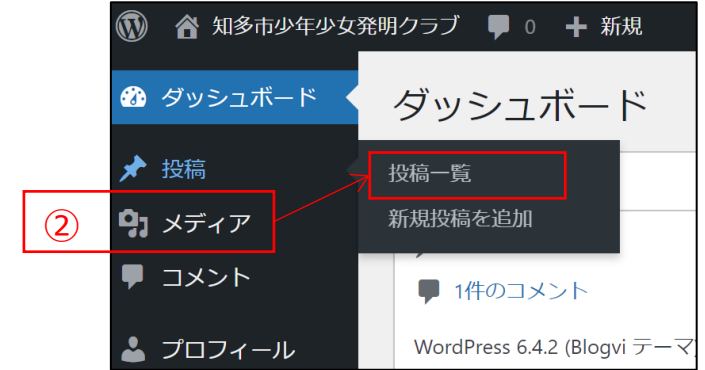 知多市少年少女発明クラブ 0 新規
ダッシュボード
ダッシュボード
投稿
投稿一覧
② メディア
新規投稿を追加
コメント
1件のコメント
プロフィール
WordPress 6.4.2 (Blogvi テーマ)